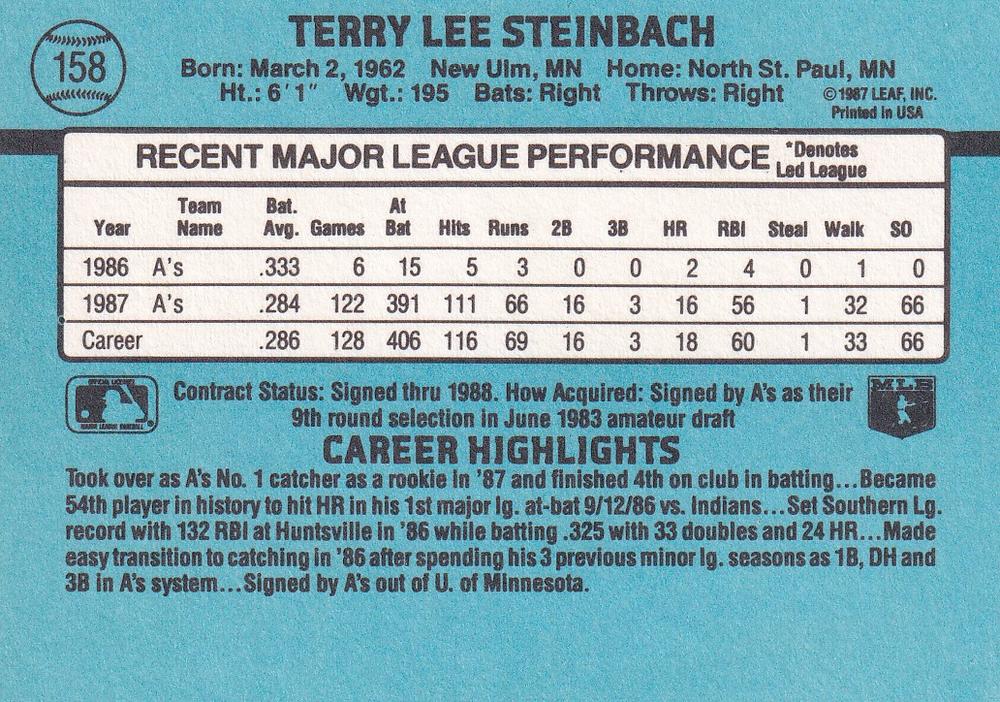 158
TERRY LEE STEINBACH
Born: March 2, 1962 New Ulm, MN Home: North St. Paul, MN
Ht.: 6'1" Wgt.: 195 Bats: Right Throws: Right
©1987 LEAF, INC.
Printed in USA
RECENT MAJOR LEAGUE PERFORMANCE *Denotes Led League
Year Team Name Bat. Avg. Games At Bat Hits Runs 2B 3B HR RBI Steal Walk SO
1986 A's .333 6 15 5 3 0 0 2 4 0 1 0
1987 A's .284 122 391 111 66 16 3 16 56 1 32 66
Career .286 128 406 116 69 16 3 18 60 1 33 66
MLB
Contract Status: Signed thru 1988. How Acquired: Signed by A's as their
9th round selection in June 1983 amateur draft
CAREER HIGHLIGHTS
Took over as A's No. 1 catcher as a rookie in '87 and finished 4th on club in batting...Became
54th player in history to hit HR in his 1st major lg. at-bat 9/12/86 vs. Indians...Set Southern Lg.
record with 132 RBI at Huntsville in '86 while batting .325 with 33 doubles and 24 HR...Made
easy transition to catching in '86 after spending his 3 previous minor lg. seasons as 1B, DH and
3B in A's system...Signed by A's out of U. of Minnesota.